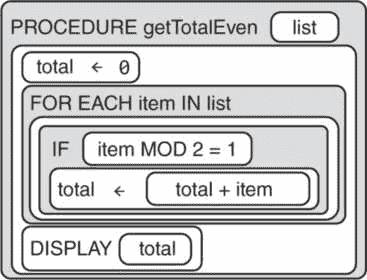 PROCEDURE getTotalEven list
total ← 0
FOR EACH item IN list
IF item MOD 2 = 1
total ← total + item
DISPLAY total